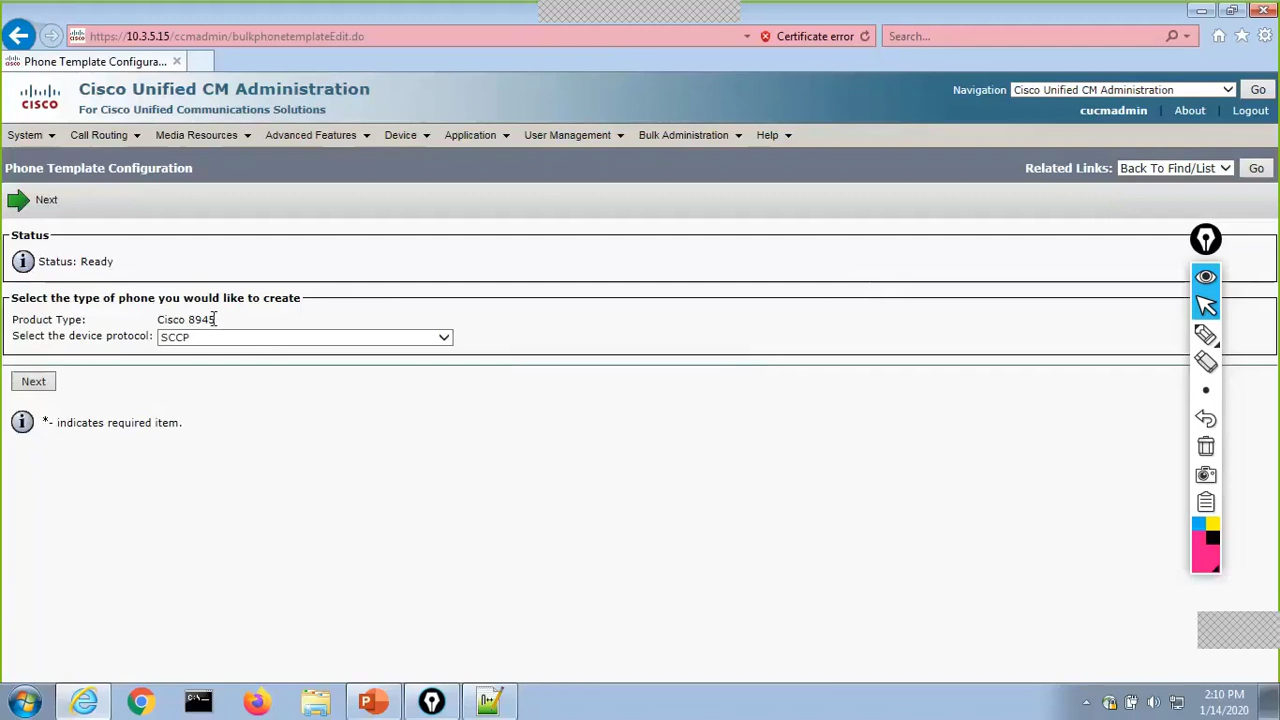 https://10.3.5.15/ccmadmin/bulkphonetemplateEdit.do
Certificate error
Search...
Phone Template Configura...
CISCO
Cisco Unified CM Administration
For Cisco Unified Communications Solutions
Navigation Cisco Unified CM Administration Go
cucmadmin | About | Logout
System Call Routing Media Resources Advanced Features Device Application User Management Bulk Administration Help
Phone Template Configuration
Related Links: Back To Find/List Go
Next
Status
Status: Ready
Select the type of phone you would like to create
Product Type: Cisco 8945
Select the device protocol: SCCP
Next
*- indicates required item.
2:10 PM
1/14/2020